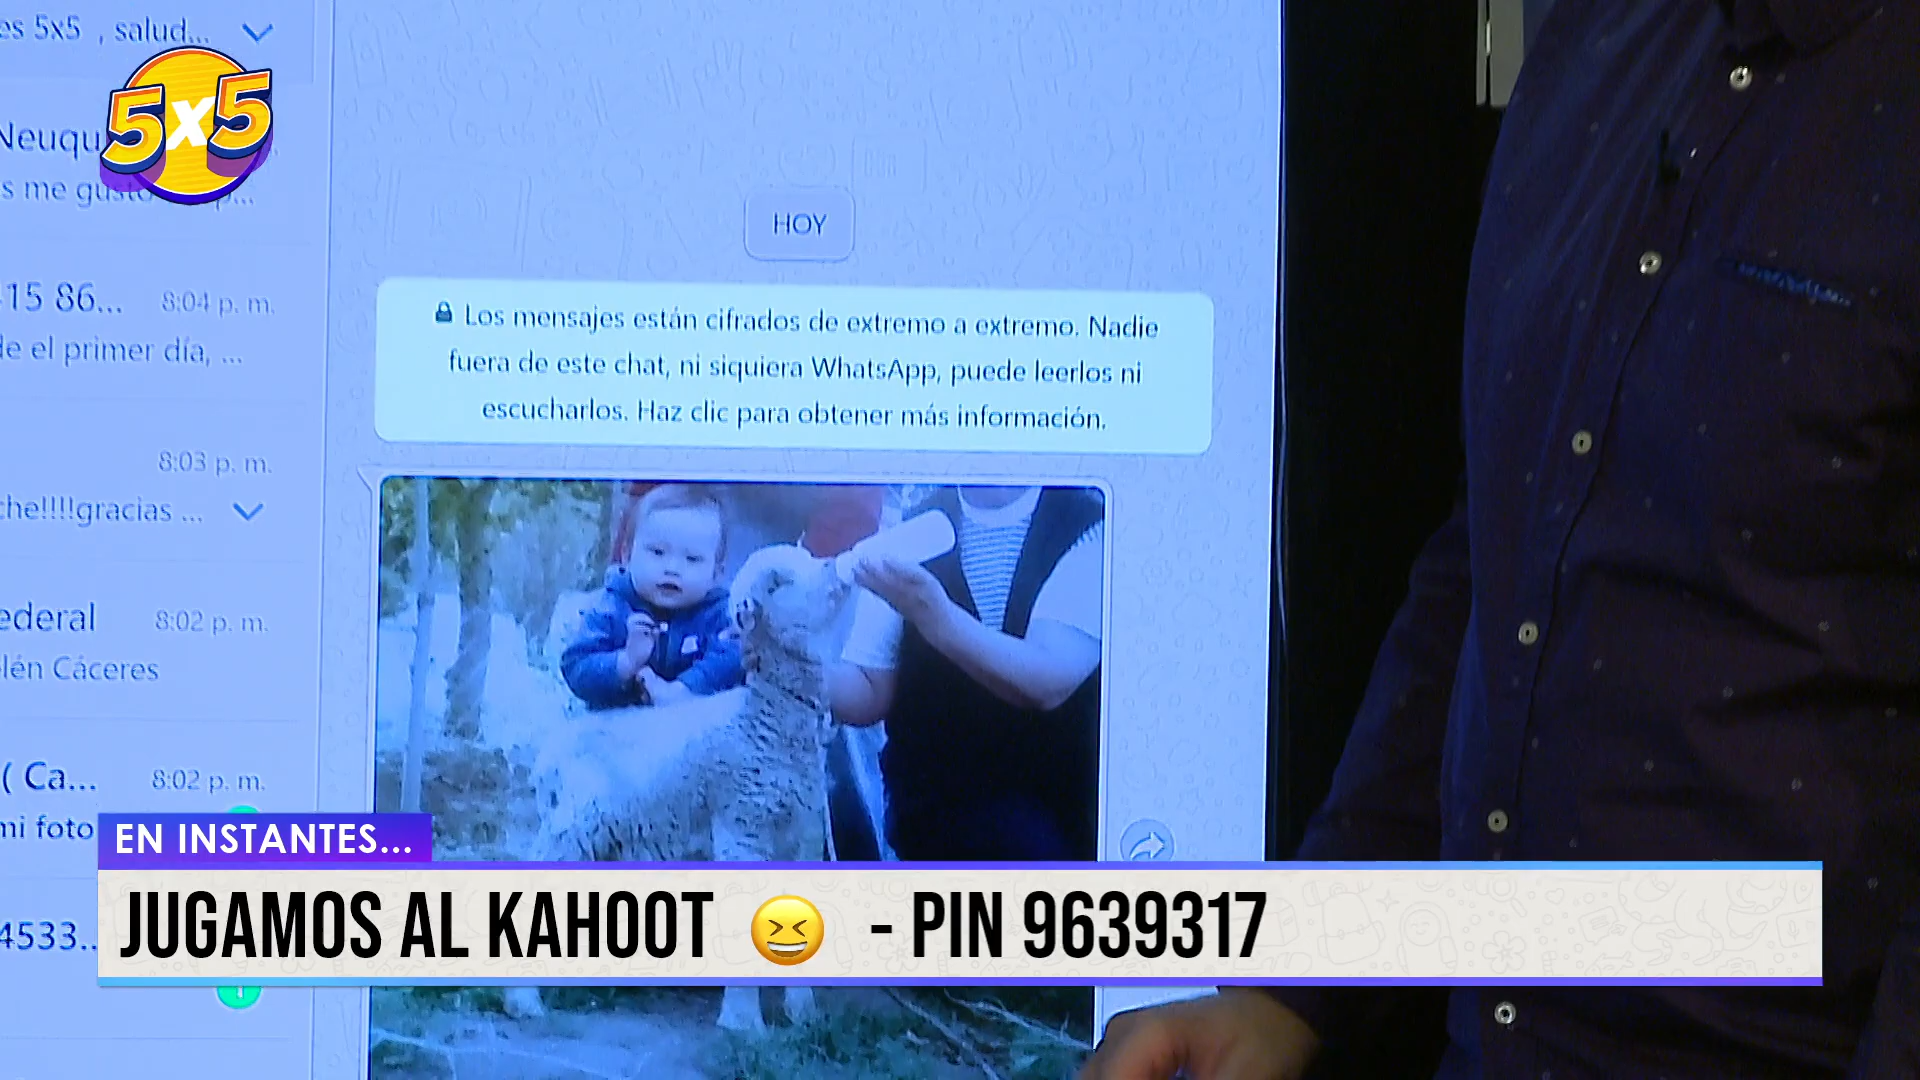 es 5x5 , salud...
5x5
Neuqu
s me gusto
8:04 p. m.
15 86...
de el primer día, ...
8:03 p. m.
che!!!!gracias ...
ederal
8:02 p. m.
lén Cáceres
( Ca...
8:02 p. m.
mi foto
4533..
HOY
Los mensajes están cifrados de extremo a extremo. Nadie
fuera de este chat, ni siquiera WhatsApp, puede leerlos ni
escucharlos. Haz clic para obtener más información.
EN INSTANTES...
JUGAMOS AL KAHOOT 😆 - PIN 9639317